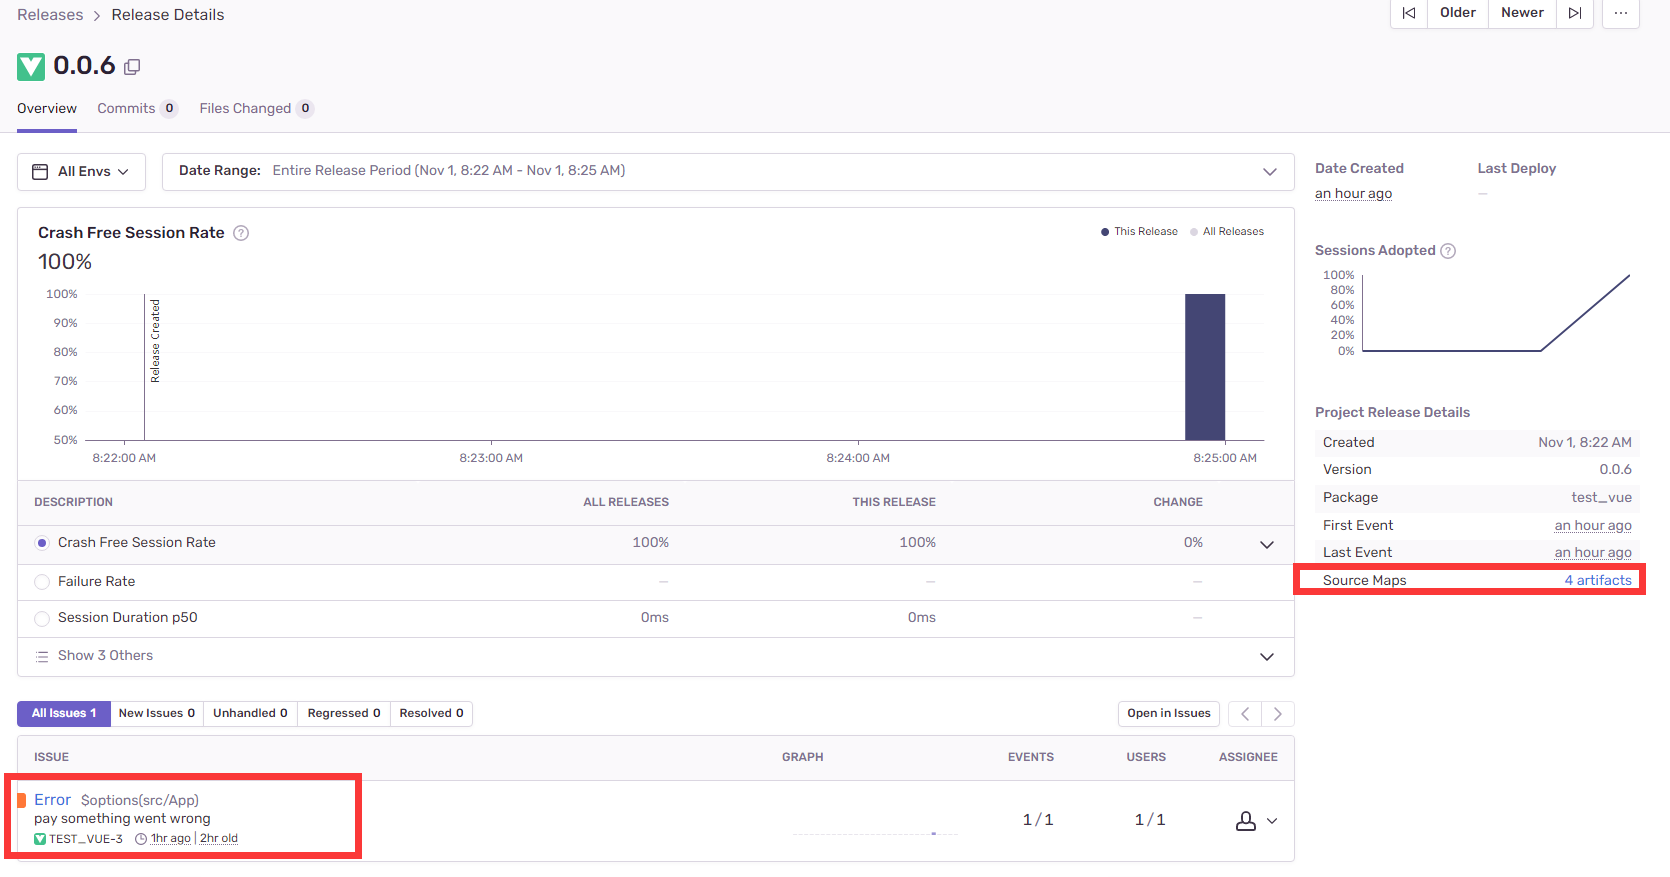 Releases > Release Details
Older
Newer
...
0.0.6
Overview
Commits 0
Files Changed 0
All Envs
Date Range: Entire Release Period (Nov 1, 8:22 AM - Nov 1, 8:25 AM)
Crash Free Session Rate ?
100%
This Release
All Releases
100%
90%
80%
70%
60%
50%
Release Created
8:22:00 AM
8:23:00 AM
8:24:00 AM
8:25:00 AM
DESCRIPTION ALL RELEASES THIS RELEASE CHANGE
Crash Free Session Rate 100% 100% 0%
Failure Rate — — —
Session Duration p50 0ms 0ms —
Show 3 Others
All Issues 1
New Issues 0
Unhandled 0
Regressed 0
Resolved 0
Open in Issues
ISSUE GRAPH EVENTS USERS ASSIGNEE
Error $options(src/App)
pay something went wrong
TEST_VUE-3 1hr ago | 2hr old
1 / 1
1 / 1
Date Created
an hour ago
Last Deploy
—
Sessions Adopted ?
100%
80%
60%
40%
20%
0%
Project Release Details
Created Nov 1, 8:22 AM
Version 0.0.6
Package test_vue
First Event an hour ago
Last Event an hour ago
Source Maps 4 artifacts